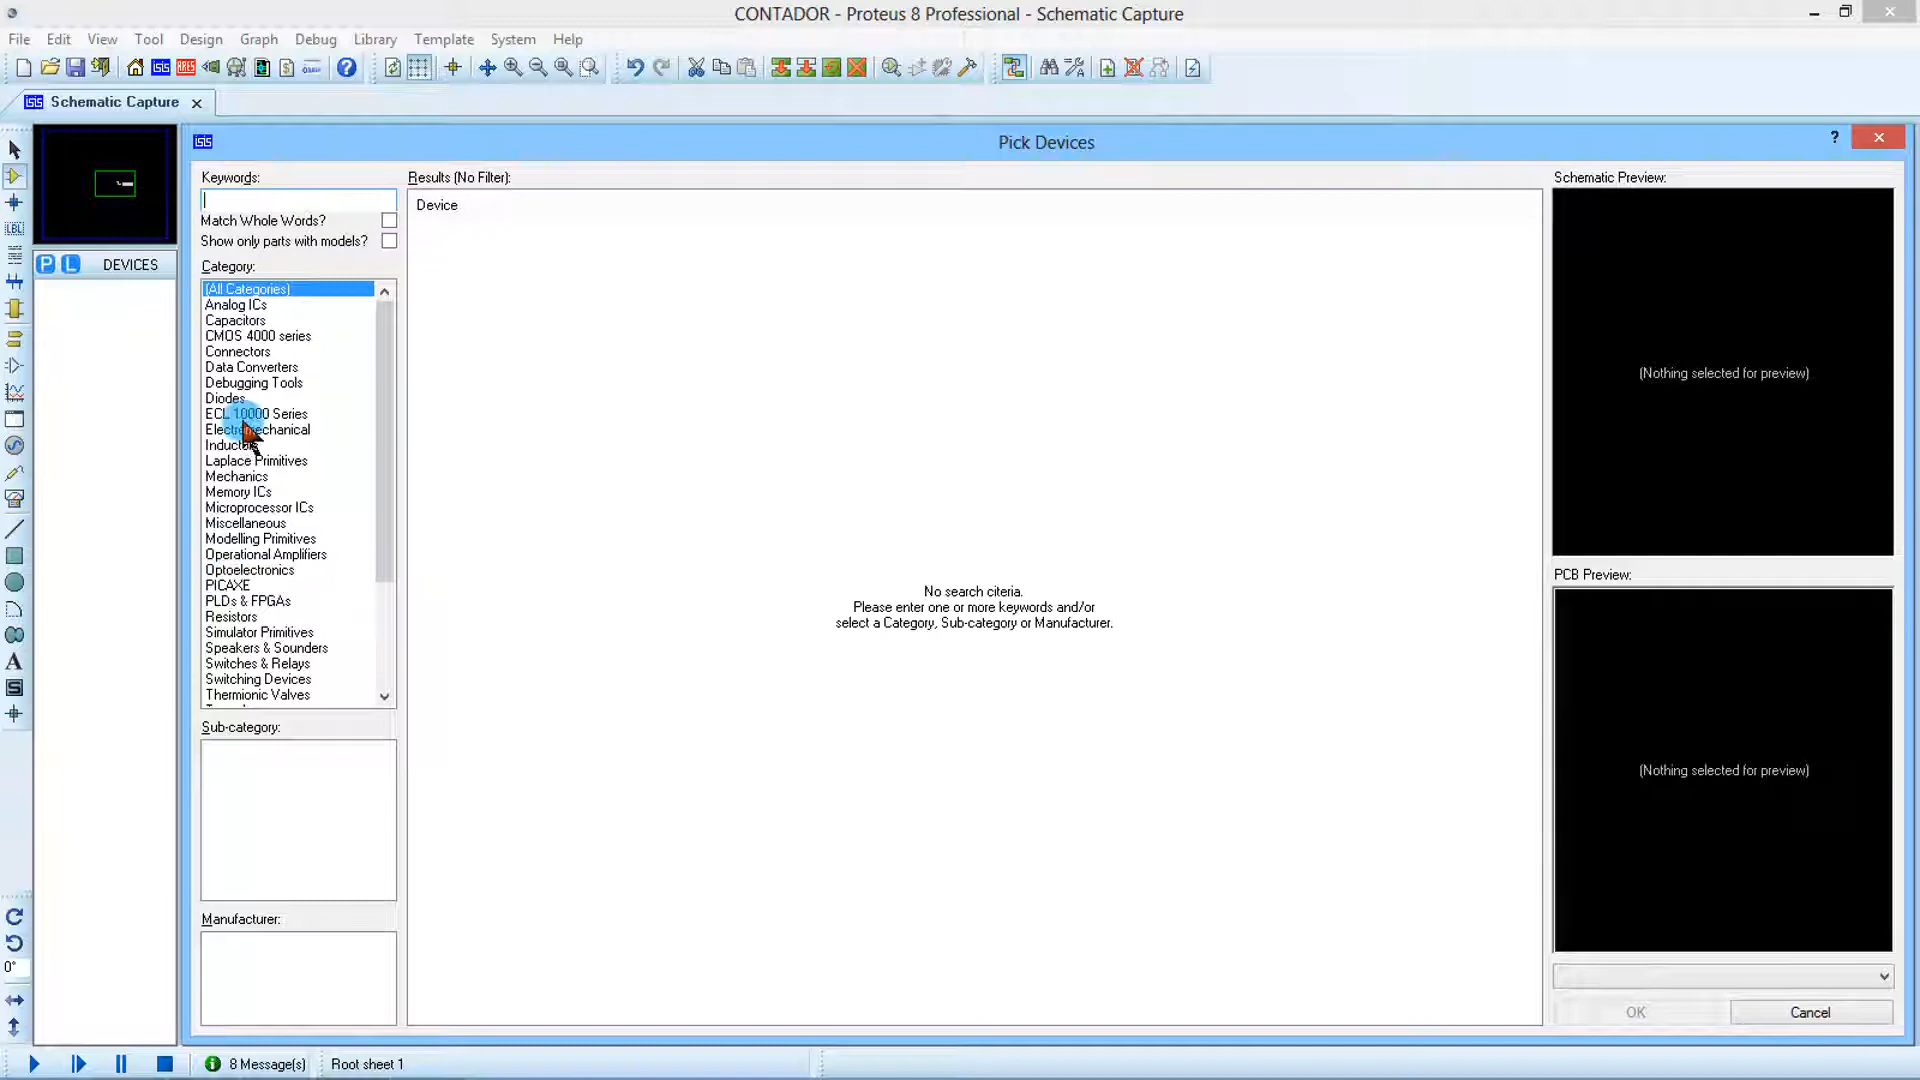 CONTADOR - Proteus 8 Professional - Schematic Capture
File Edit View Tool Design Graph Debug Library Template System Help
Schematic Capture
Pick Devices
Keywords:
Match Whole Words?
Show only parts with models?
Category:
(All Categories)
Analog ICs
Capacitors
CMOS 4000 series
Connectors
Data Converters
Debugging Tools
Diodes
ECL 10000 Series
Electromechanical
Inductors
Laplace Primitives
Mechanics
Memory ICs
Microprocessor ICs
Miscellaneous
Modelling Primitives
Operational Amplifiers
Optoelectronics
PICAXE
PLDs & FPGAs
Resistors
Simulator Primitives
Speakers & Sounders
Switches & Relays
Switching Devices
Thermionic Valves
Sub-category:
Manufacturer:
Results (No Filter):
Device
No search citeria.
Please enter one or more keywords and/or
select a Category, Sub-category or Manufacturer.
Schematic Preview:
(Nothing selected for preview)
PCB Preview:
(Nothing selected for preview)
OK Cancel
P L DEVICES
LBL
A
S
0°
8 Message(s) Root sheet 1